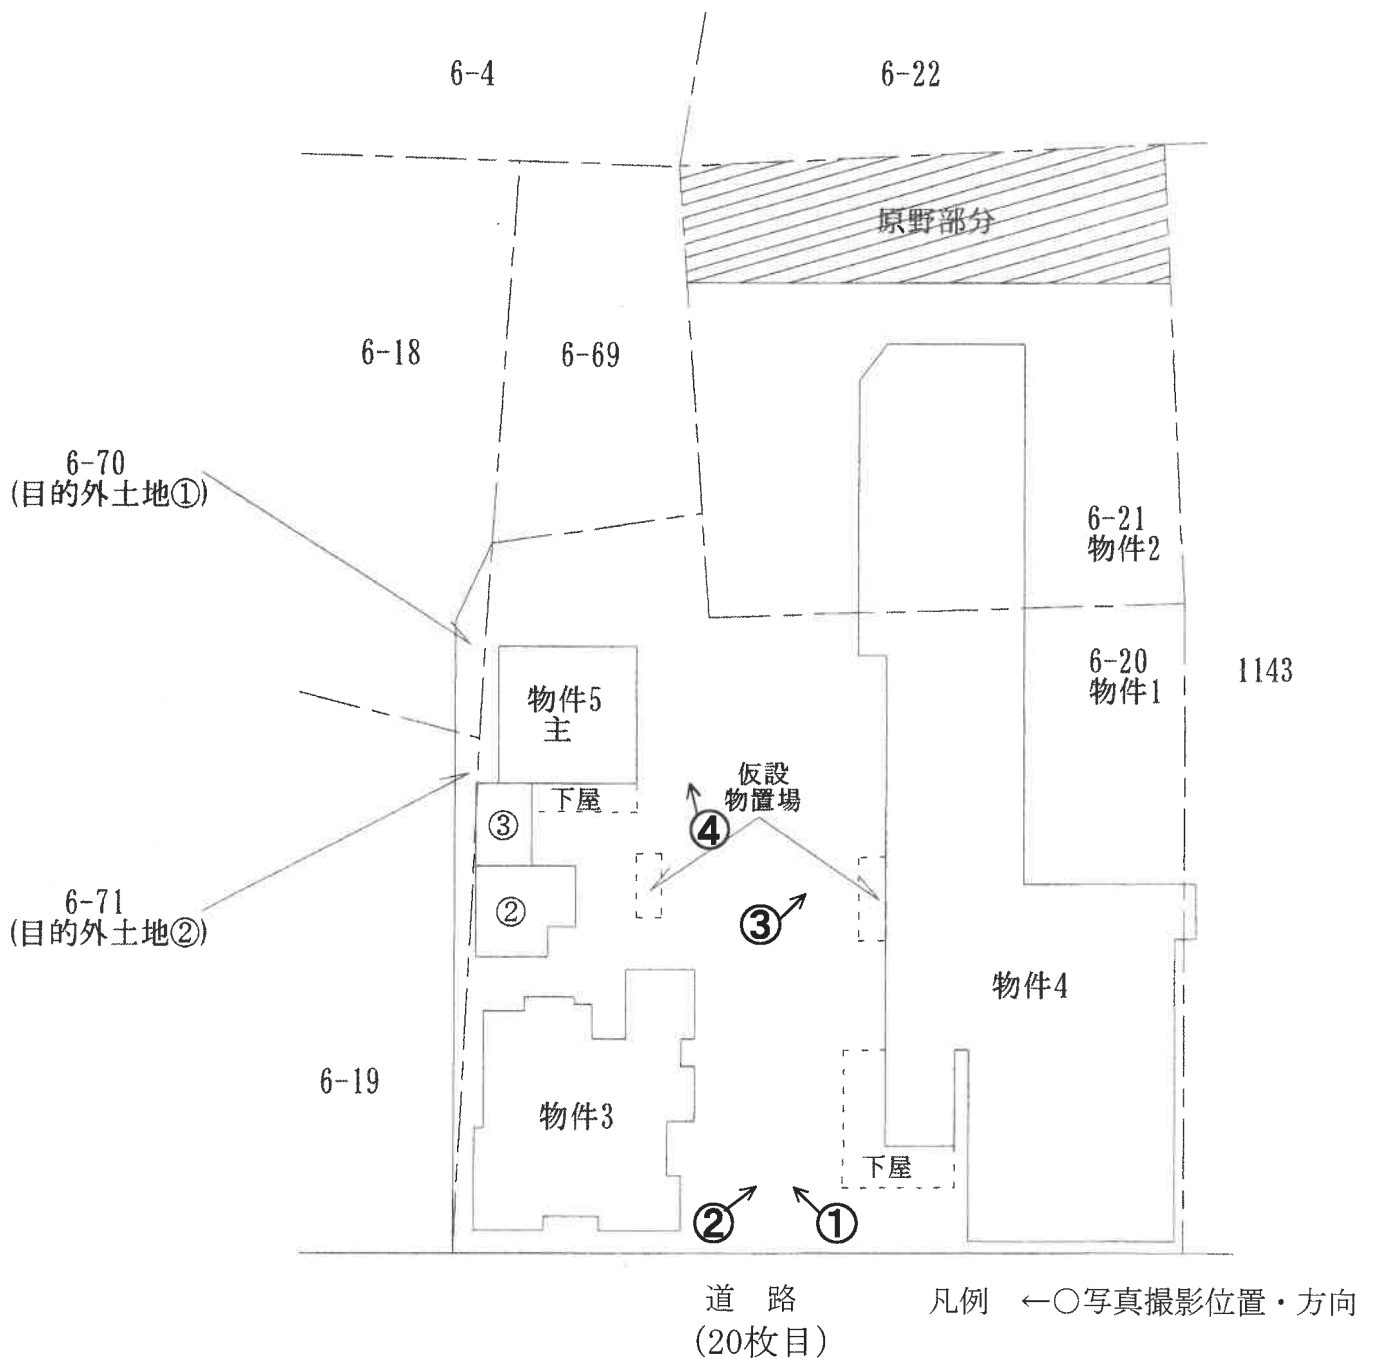 6-4
6-22
原野部分
6-18
6-69
6-70
(目的外土地①)
6-21
物件2
6-20
物件1
1143
物件5
主
仮設
物置場
下屋
③
④
②
6-71
(目的外土地②)
③
物件4
6-19
物件3
下屋
②
①
道 路
凡例 ←○写真撮影位置・方向
(20枚目)